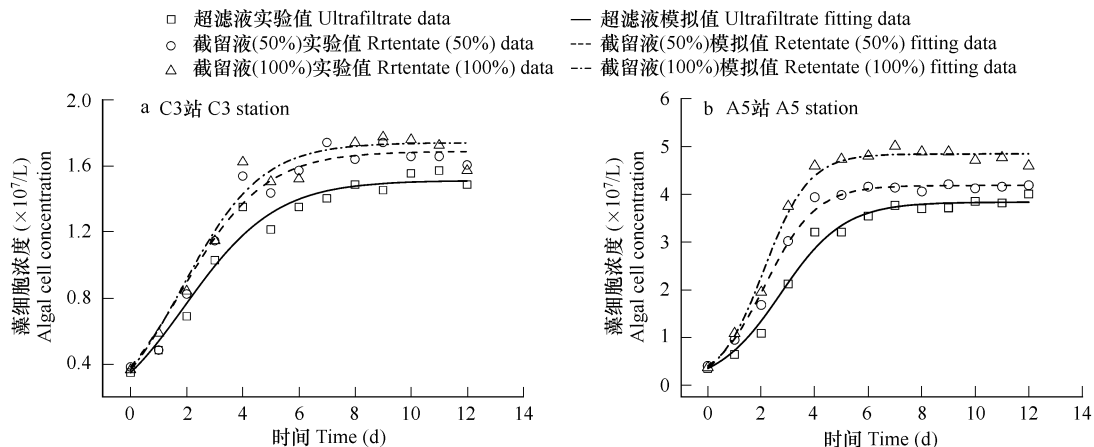 超滤液实验值 Ultrafiltrate data
截留液(50%)实验值 Rrtentate (50%) data
截留液(100%)实验值 Rrtentate (100%) data
超滤液模拟值 Ultrafiltrate fitting data
截留液(50%)模拟值 Retentate (50%) fitting data
截留液(100%)模拟值 Retentate (100%) fitting data
a C3站 C3 station
藻细胞浓度 (×10⁷/L)
Algal cell concentration
2.0
1.6
1.2
0.8
0.4
0 2 4 6 8 10 12 14
时间 Time (d)
b A5站 A5 station
藻细胞浓度 (×10⁷/L)
Algal cell concentration
6
5
4
3
2
1
0
0 2 4 6 8 10 12 14
时间 Time (d)